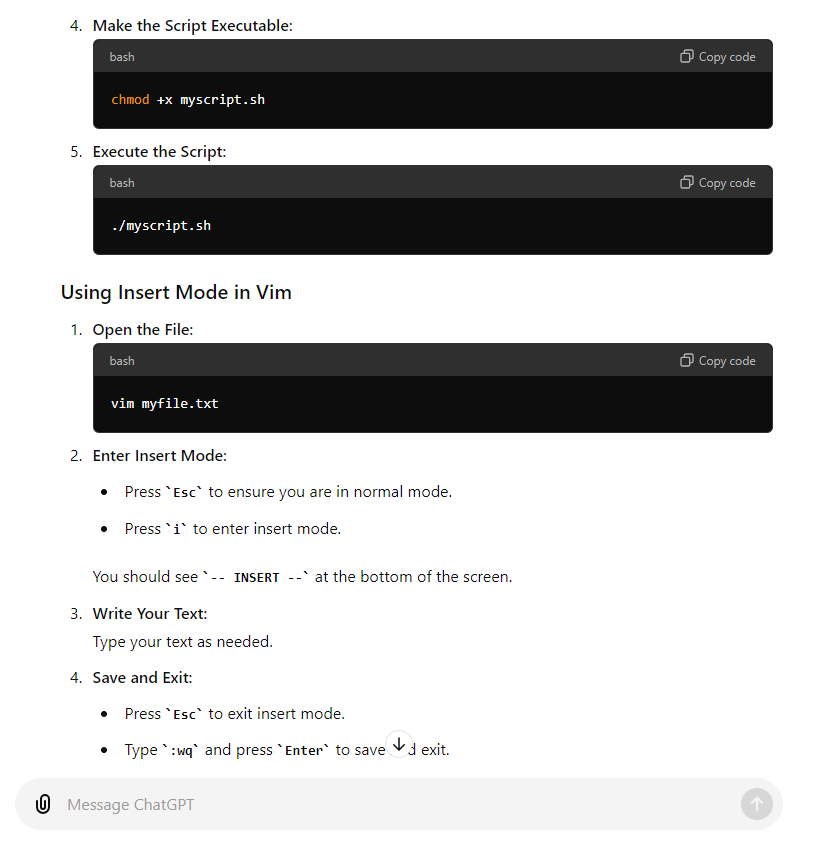 4. Make the Script Executable:
bash Copy code
chmod +x myscript.sh
5. Execute the Script:
bash Copy code
./myscript.sh
Using Insert Mode in Vim
1. Open the File:
bash Copy code
vim myfile.txt
2. Enter Insert Mode:
• Press `Esc` to ensure you are in normal mode.
• Press `i` to enter insert mode.
You should see `-- INSERT --` at the bottom of the screen.
3. Write Your Text:
Type your text as needed.
4. Save and Exit:
• Press `Esc` to exit insert mode.
• Type `:wq` and press `Enter` to save d exit.
Message ChatGPT